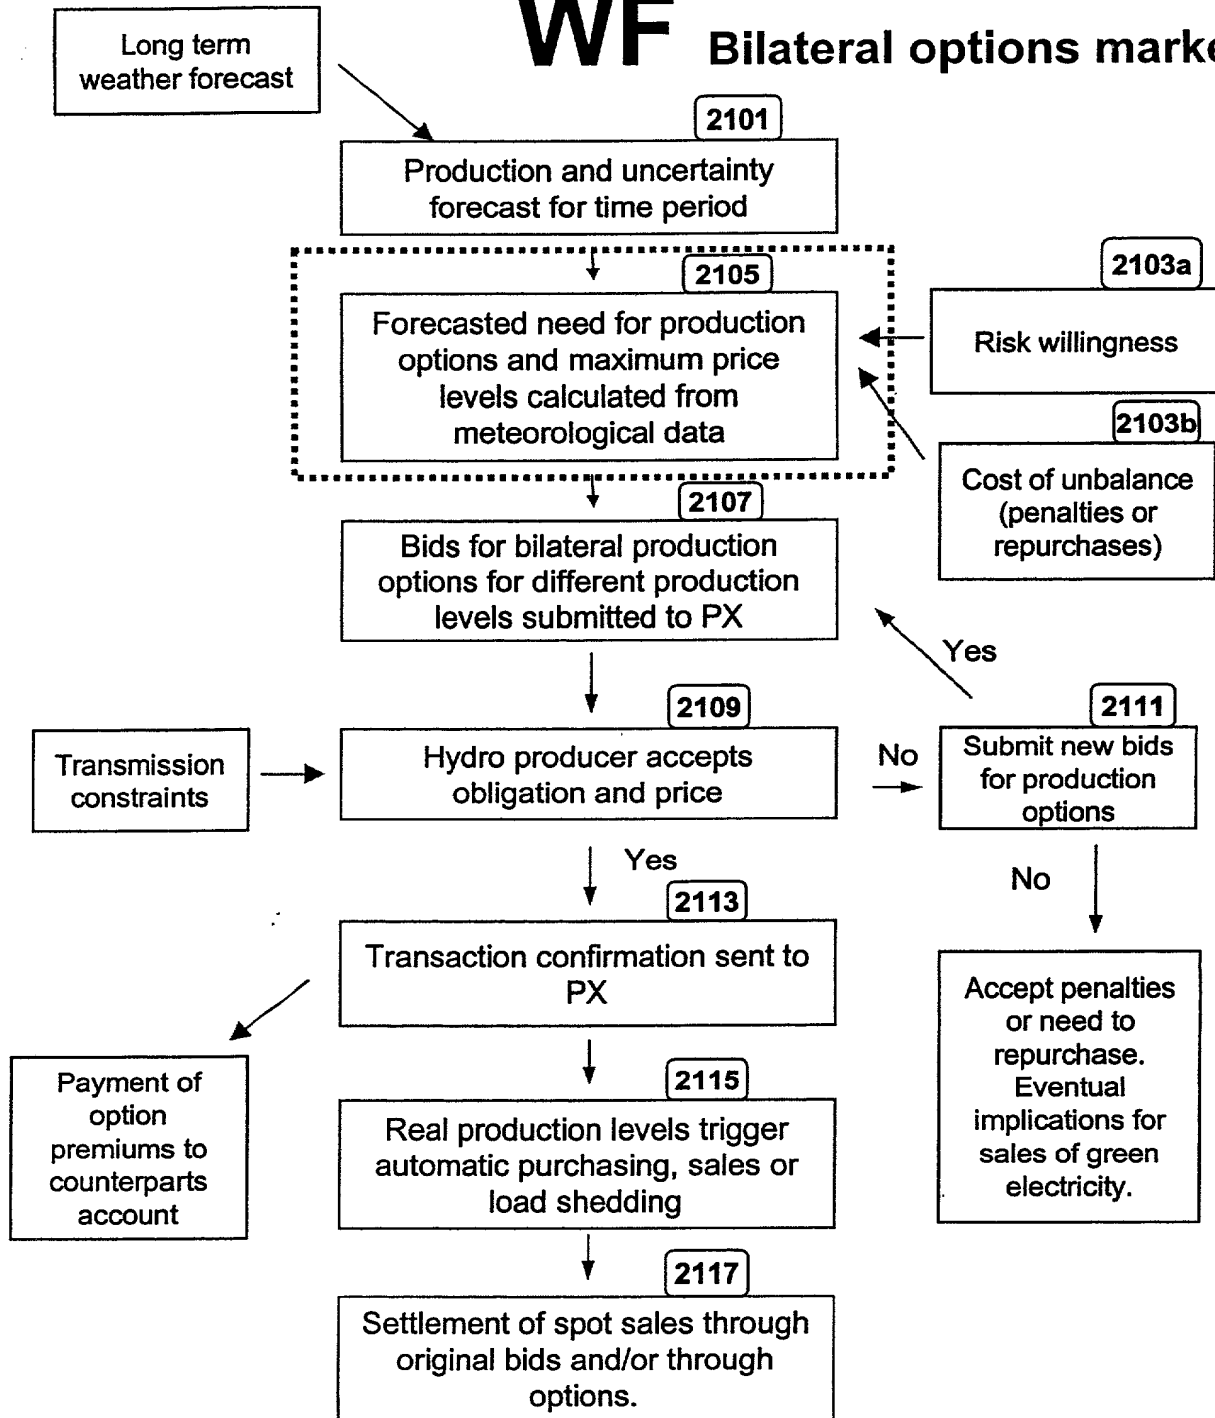 WF Bilateral options marke
Long term
weather forecast
2101
Production and uncertainty
forecast for time period
2105
Forecasted need for production
options and maximum price
levels calculated from
meteorological data
2103a
Risk willingness
2103b
Cost of unbalance
(penalties or
repurchases)
2107
Bids for bilateral production
options for different production
levels submitted to PX
Yes
2109
Hydro producer accepts
obligation and price
Transmission
constraints
No
2111
Submit new bids
for production
options
Yes
No
2113
Transaction confirmation sent to
PX
Accept penalties
or need to
repurchase.
Eventual
implications for
sales of green
electricity.
Payment of
option
premiums to
counterparts
account
2115
Real production levels trigger
automatic purchasing, sales or
load shedding
2117
Settlement of spot sales through
original bids and/or through
options.